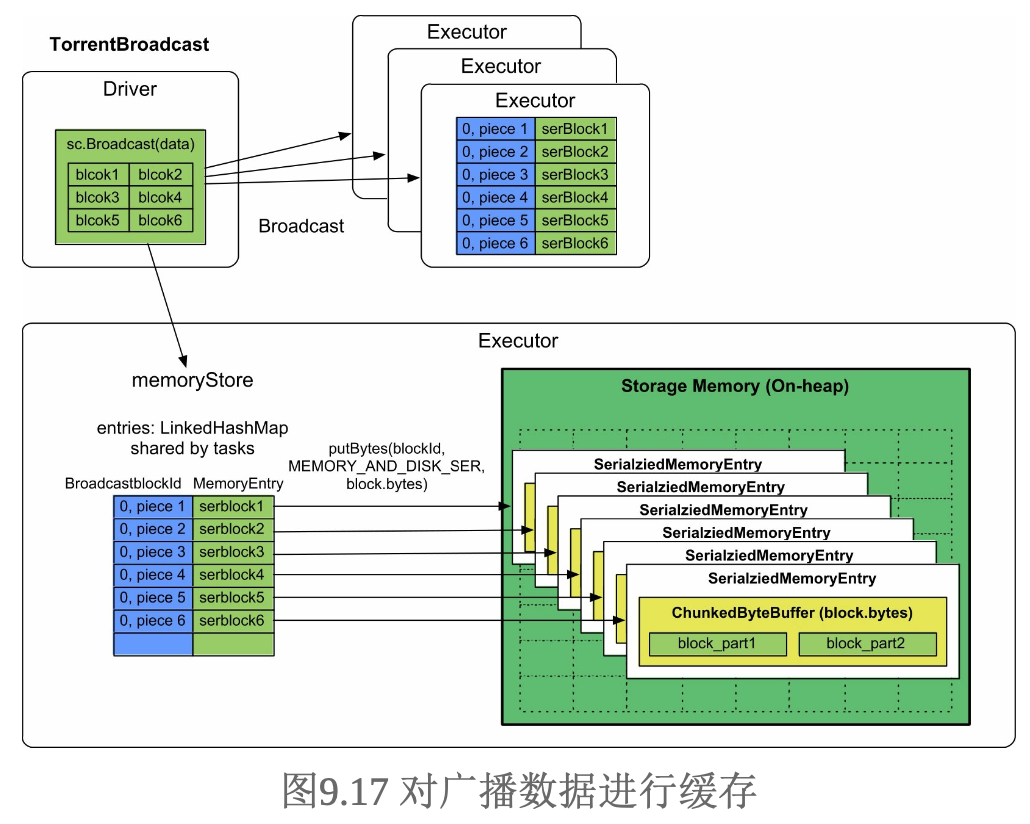 TorrentBroadcast
Driver
sc.Broadcast(data)
blcok1 blcok2
blcok3 blcok4
blcok5 blcok6
Broadcast
Executor
Executor
Executor
0, piece 1 serBlock1
0, piece 2 serBlock2
0, piece 3 serBlock3
0, piece 4 serBlock4
0, piece 5 serBlock5
0, piece 6 serBlock6
Executor
memoryStore
entries: LinkedHashMap
shared by tasks
BroadcastblockId MemoryEntry
0, piece 1 serblock1
0, piece 2 serblock2
0, piece 3 serblock3
0, piece 4 serblock4
0, piece 5 serblock5
0, piece 6 serblock6
putBytes(blockId,
MEMORY_AND_DISK_SER,
block.bytes)
Storage Memory (On-heap)
SerialziedMemoryEntry
SerialziedMemoryEntry
SerialziedMemoryEntry
SerialziedMemoryEntry
SerialziedMemoryEntry
SerialziedMemoryEntry
ChunkedByteBuffer (block.bytes)
block_part1 block_part2
图9.17 对广播数据进行缓存